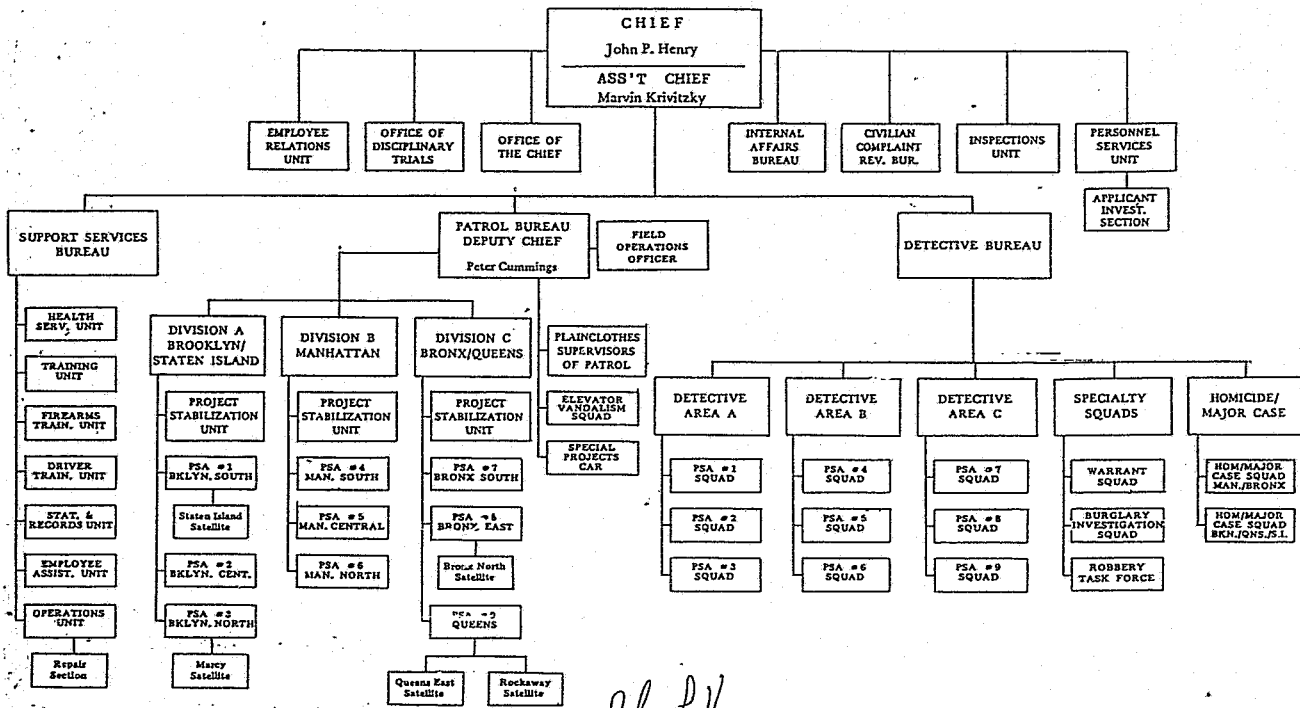 CHIEF
John P. Henry
ASS'T CHIEF
Marvin Krivitzky
EMPLOYEE
RELATIONS
UNIT
OFFICE OF
DISCIPLINARY
TRIALS
OFFICE OF
THE CHIEF
INTERNAL
AFFAIRS
BUREAU
CIVILIAN
COMPLAINT
REV. BUR.
INSPECTIONS
UNIT
PERSONNEL
SERVICES
UNIT
APPLICANT
INVEST.
SECTION
SUPPORT SERVICES
BUREAU
PATROL BUREAU
DEPUTY CHIEF
Peter Cummings
FIELD
OPERATIONS
OFFICER
DETECTIVE BUREAU
HEALTH
SERV. UNIT
TRAINING
UNIT
FIREARMS
TRAIN. UNIT
DRIVER
TRAIN. UNIT
STAT. &
RECORDS UNIT
EMPLOYEE
ASSIST. UNIT
OPERATIONS
UNIT
Repair
Section
DIVISION A
BROOKLYN/
STATEN ISLAND
PROJECT
STABILIZATION
UNIT
PSA #1
BKLYN. SOUTH
Staten Island
Satellite
PSA #2
BKLYN. CENT.
PSA #3
BKLYN. NORTH
Marcy
Satellite
DIVISION B
MANHATTAN
PROJECT
STABILIZATION
UNIT
PSA #4
MAN. SOUTH
PSA #5
MAN. CENTRAL
PSA #6
MAN. NORTH
DIVISION C
BRONX/QUEENS
PROJECT
STABILIZATION
UNIT
PSA #7
BRONX SOUTH
PSA #8
BRONX EAST
Bronx North
Satellite
PSA #9
QUEENS
Queens East
Satellite
Rockaway
Satellite
PLAINCLOTHES
SUPERVISORS
OF PATROL
ELEVATOR
VANDALISM
SQUAD
SPECIAL
PROJECTS
CAR
DETECTIVE
AREA A
PSA #1
SQUAD
PSA #2
SQUAD
PSA #3
SQUAD
DETECTIVE
AREA B
PSA #4
SQUAD
PSA #5
SQUAD
PSA #6
SQUAD
DETECTIVE
AREA C
PSA #7
SQUAD
PSA #8
SQUAD
PSA #9
SQUAD
SPECIALTY
SQUADS
WARRANT
SQUAD
BURGLARY
INVESTIGATION
SQUAD
ROBBERY
TASK FORCE
HOMICIDE/
MAJOR CASE
HOM/MAJOR
CASE SQUAD
MAN./BRONX
HOM/MAJOR
CASE SQUAD
BKN./QNS./S.I.